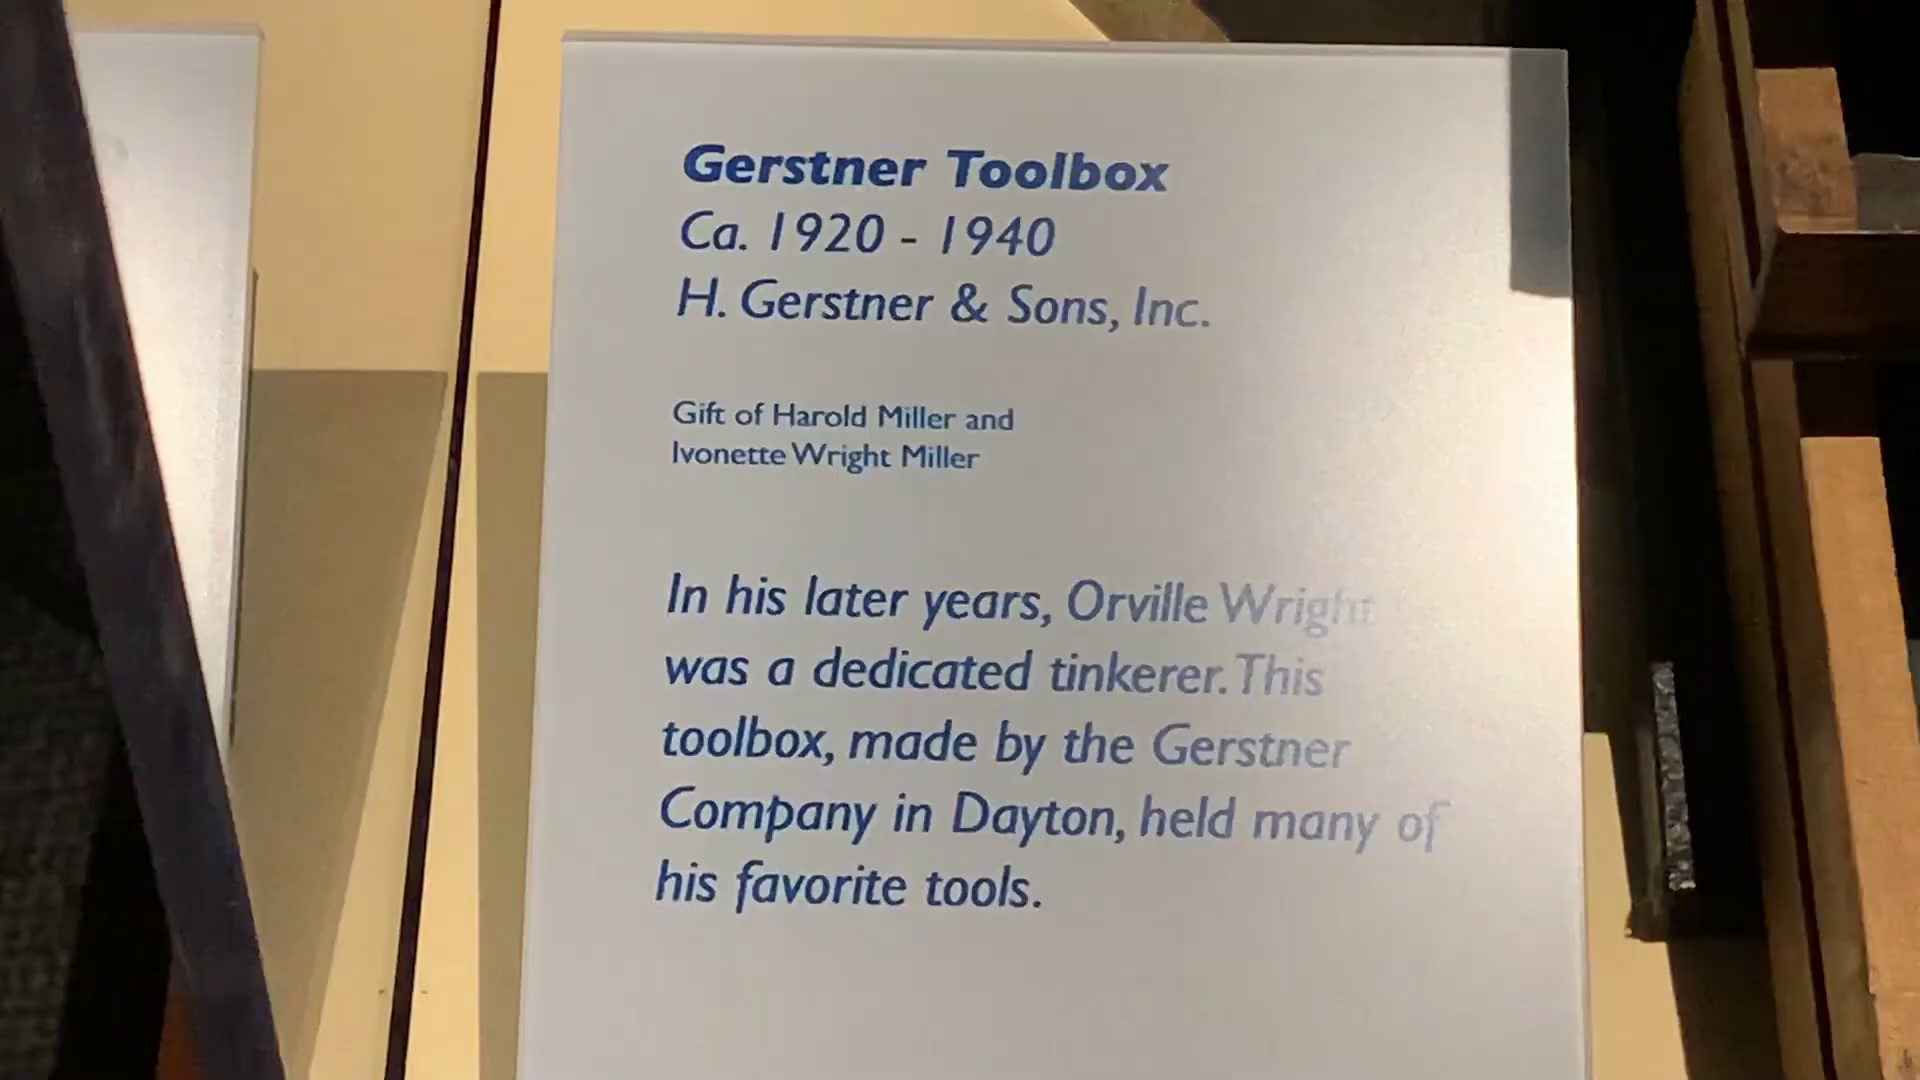 Gerstner Toolbox
Ca. 1920 - 1940
H. Gerstner & Sons, Inc.
Gift of Harold Miller and
Ivonette Wright Miller
In his later years, Orville Wright
was a dedicated tinkerer. This
toolbox, made by the Gerstner
Company in Dayton, held many of
his favorite tools.